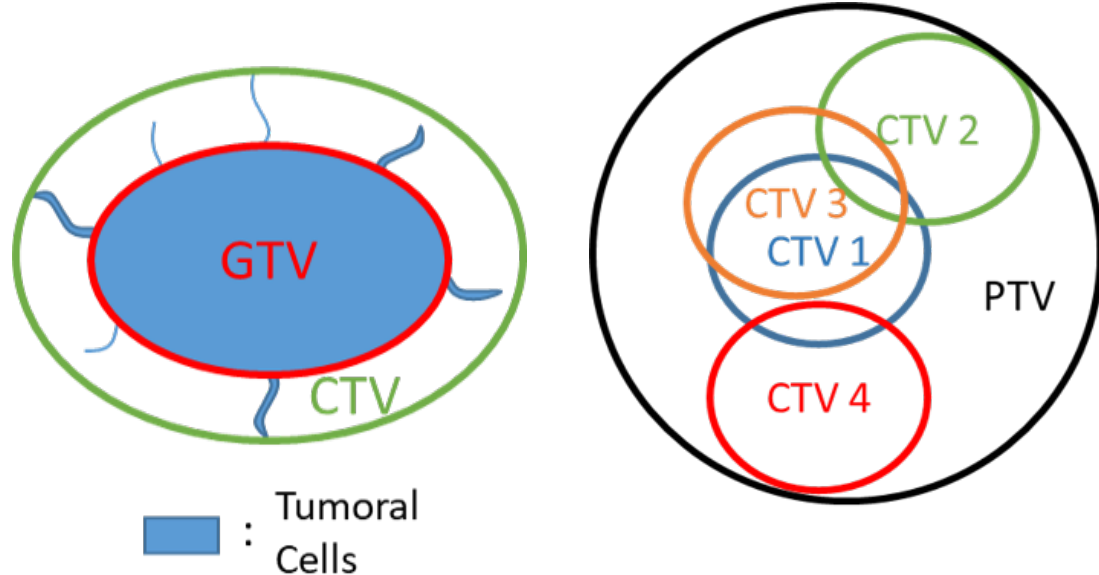 GTV
CTV
: Tumoral
Cells
CTV 2
CTV 3
CTV 1
PTV
CTV 4